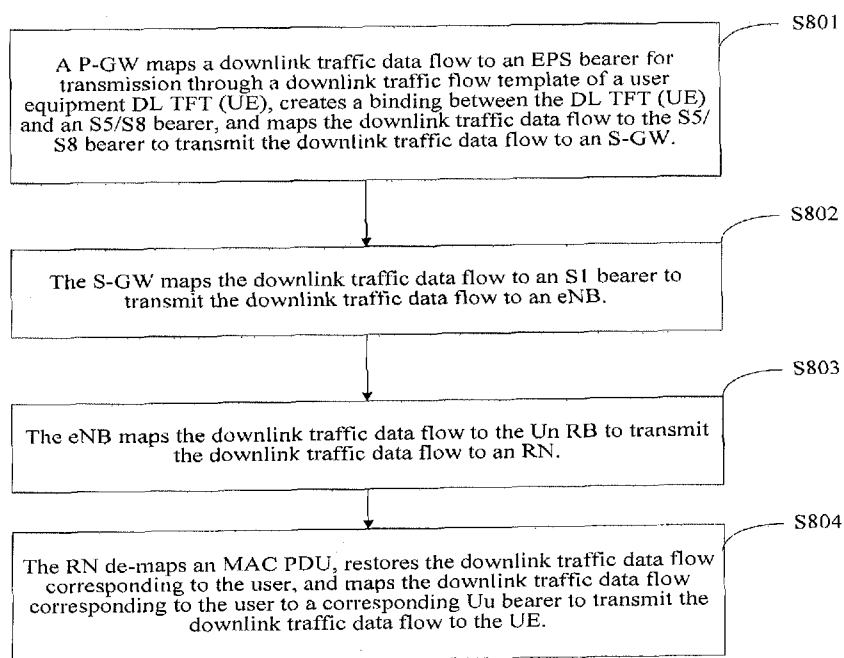 S801
A P-GW maps a downlink traffic data flow to an EPS bearer for
transmission through a downlink traffic flow template of a user
equipment DL TFT (UE), creates a binding between the DL TFT (UE)
and an S5/S8 bearer, and maps the downlink traffic data flow to the S5/
S8 bearer to transmit the downlink traffic data flow to an S-GW.
S802
The S-GW maps the downlink traffic data flow to an S1 bearer to
transmit the downlink traffic data flow to an eNB.
S803
The eNB maps the downlink traffic data flow to the Un RB to transmit
the downlink traffic data flow to an RN.
S804
The RN de-maps an MAC PDU, restores the downlink traffic data flow
corresponding to the user, and maps the downlink traffic data flow
corresponding to the user to a corresponding Uu bearer to transmit the
downlink traffic data flow to the UE.